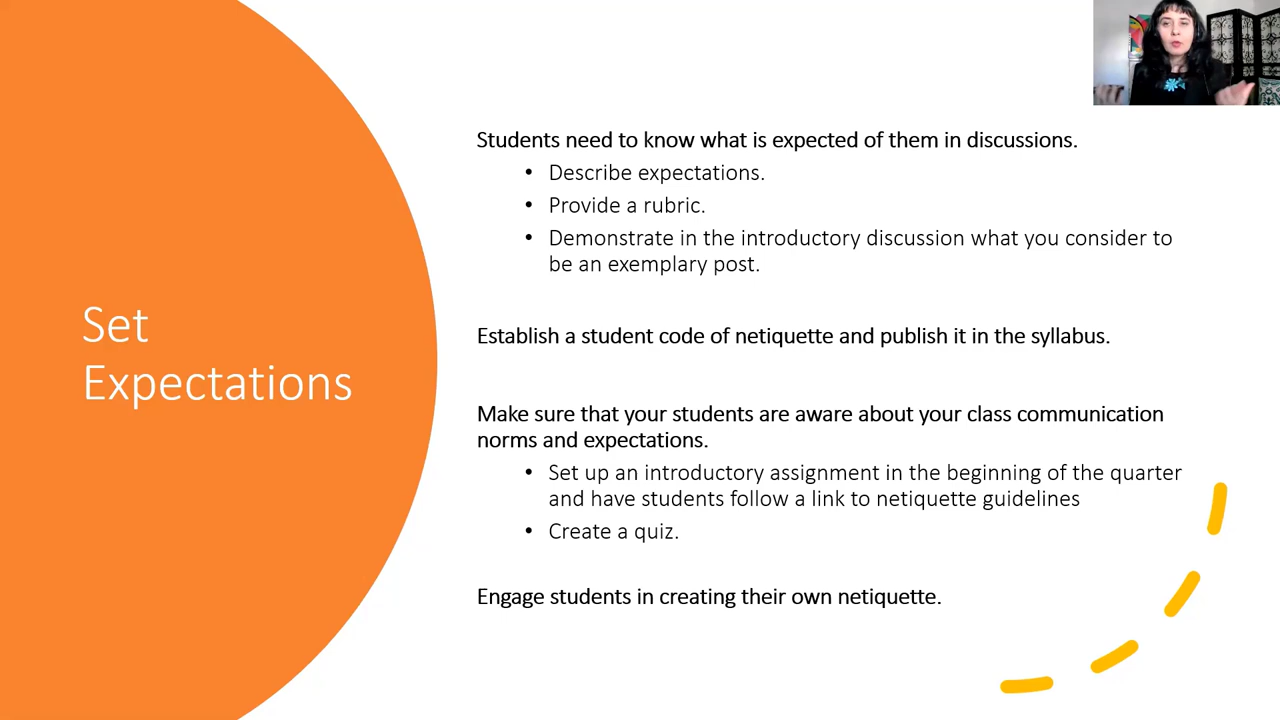 Set
Expectations
Students need to know what is expected of them in discussions.
• Describe expectations.
• Provide a rubric.
• Demonstrate in the introductory discussion what you consider to
be an exemplary post.
Establish a student code of netiquette and publish it in the syllabus.
Make sure that your students are aware about your class communication
norms and expectations.
• Set up an introductory assignment in the beginning of the quarter
and have students follow a link to netiquette guidelines
• Create a quiz.
Engage students in creating their own netiquette.